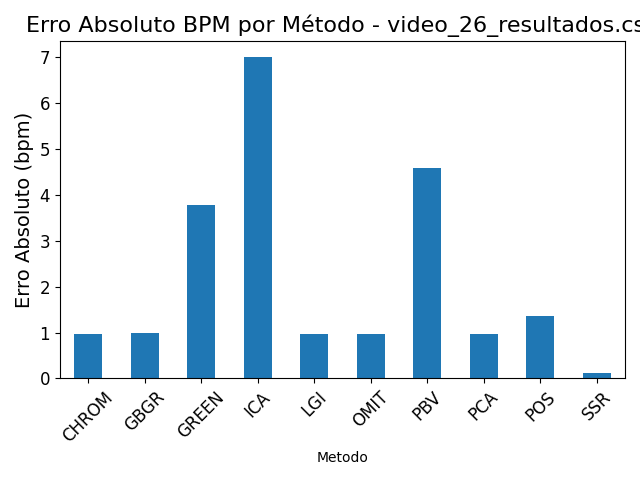 Erro Absoluto BPM por Método - video_26_resultados.cs
Erro Absoluto (bpm)
7
6
5
4
3
2
1
0
CHROM GBGR GREEN ICA LGI OMIT PBV PCA POS SSR
Metodo